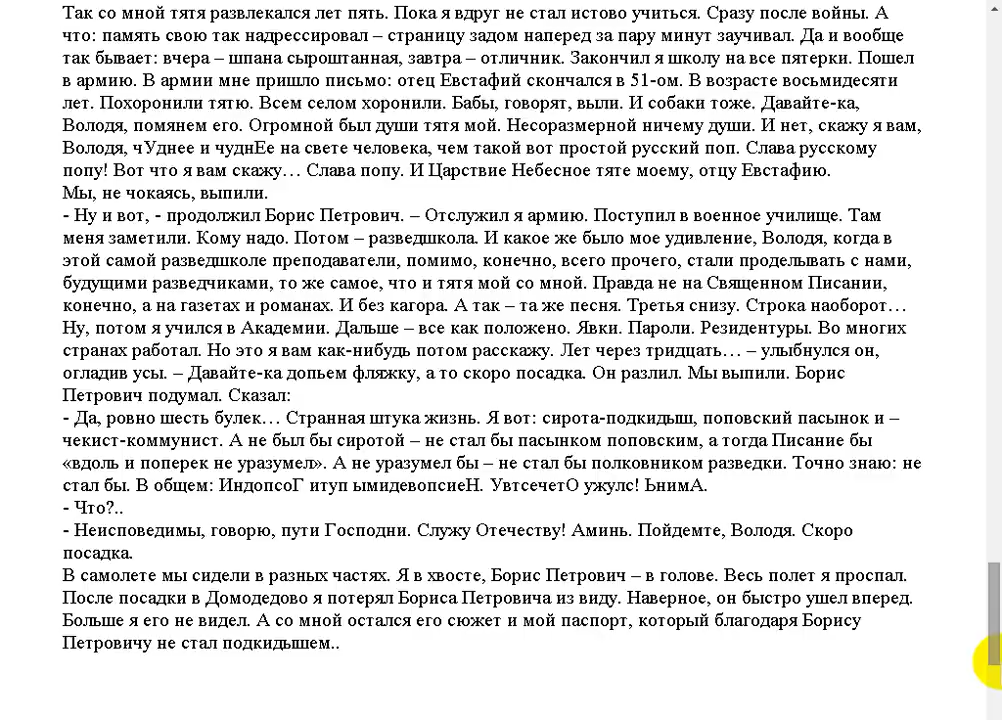 Так со мной тятя развлекался лет пять. Пока я вдруг не стал истово учиться. Сразу после войны. А
что: память свою так надрессировал – страницу задом наперед за пару минут заучивал. Да и вообще
так бывает: вчера – шпана сыроштанная, завтра – отличник. Закончил я школу на все пятерки. Пошел
в армию. В армии мне пришло письмо: отец Евстафий скончался в 51-ом. В возрасте восьмидесяти
лет. Похоронили тятю. Всем селом хоронили. Бабы, говорят, выли. И собаки тоже. Давайте-ка,
Володя, помянем его. Огромной был души тятя мой. Несоразмерной ничему души. И нет, скажу я вам,
Володя, чУднее и чуднЕе на свете человека, чем такой вот простой русский поп. Слава русскому
попу! Вот что я вам скажу… Слава попу. И Царствие Небесное тяте моему, отцу Евстафию.
Мы, не чокаясь, выпили.
- Ну и вот, - продолжил Борис Петрович. – Отслужил я армию. Поступил в военное училище. Там
меня заметили. Кому надо. Потом – разведшкола. И какое же было мое удивление, Володя, когда в
этой самой разведшколе преподаватели, помимо, конечно, всего прочего, стали проделывать с нами,
будущими разведчиками, то же самое, что и тятя мой со мной. Правда не на Священном Писании,
конечно, а на газетах и романах. И без кагора. А так – та же песня. Третья снизу. Строка наоборот…
Ну, потом я учился в Академии. Дальше – все как положено. Явки. Пароли. Резидентуры. Во многих
странах работал. Но это я вам как-нибудь потом расскажу. Лет через тридцать… – улыбнулся он,
огладив усы. – Давайте-ка допьем фляжку, а то скоро посадка. Он разлил. Мы выпили. Борис
Петрович подумал. Сказал:
- Да, ровно шесть булек… Странная штука жизнь. Я вот: сирота-подкидыш, поповский пасынок и –
чекист-коммунист. А не был бы сиротой – не стал бы пасынком поповским, а тогда Писание бы
«вдоль и поперек не уразумел». А не уразумел бы – не стал бы полковником разведки. Точно знаю: не
стал бы. В общем: ИндопсоГ итуп ымидевопсиеН. УвтсечетО ужулс! ЬнимА.
- Что?..
- Неисповедимы, говорю, пути Господни. Служу Отечеству! Аминь. Пойдемте, Володя. Скоро
посадка.
В самолете мы сидели в разных частях. Я в хвосте, Борис Петрович – в голове. Весь полет я проспал.
После посадки в Домодедово я потерял Бориса Петровича из виду. Наверное, он быстро ушел вперед.
Больше я его не видел. А со мной остался его сюжет и мой паспорт, который благодаря Борису
Петровичу не стал подкидышем..